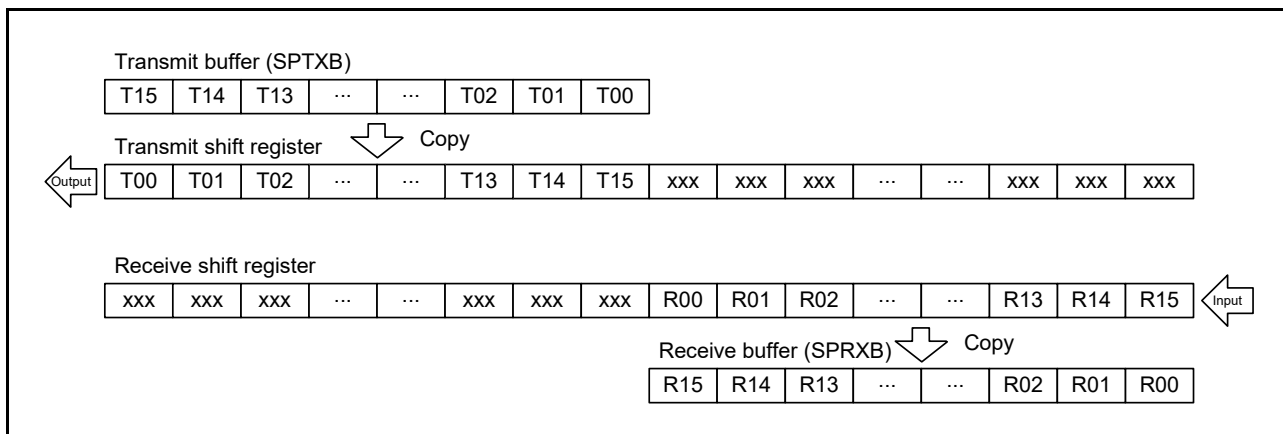 Transmit buffer (SPTXB)
T15 T14 T13 ... ... T02 T01 T00
Copy
Transmit shift register
Output T00 T01 T02 ... ... T13 T14 T15 xxx xxx xxx ... ... xxx xxx xxx
Receive shift register
xxx xxx xxx ... ... xxx xxx xxx R00 R01 R02 ... ... R13 R14 R15 Input
Receive buffer (SPRXB) Copy
R15 R14 R13 ... ... R02 R01 R00